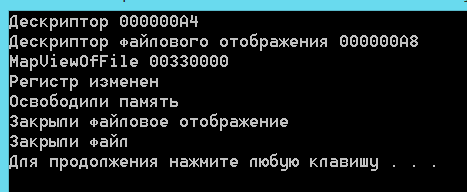 Дескриптор 000000A4
Дескриптор файлового отображения 000000A8
MapViewOfFile 00330000
Регистр изменен
Освободили память
Закрыли файловое отображение
Закрыли файл
Для продолжения нажмите любую клавишу . . .